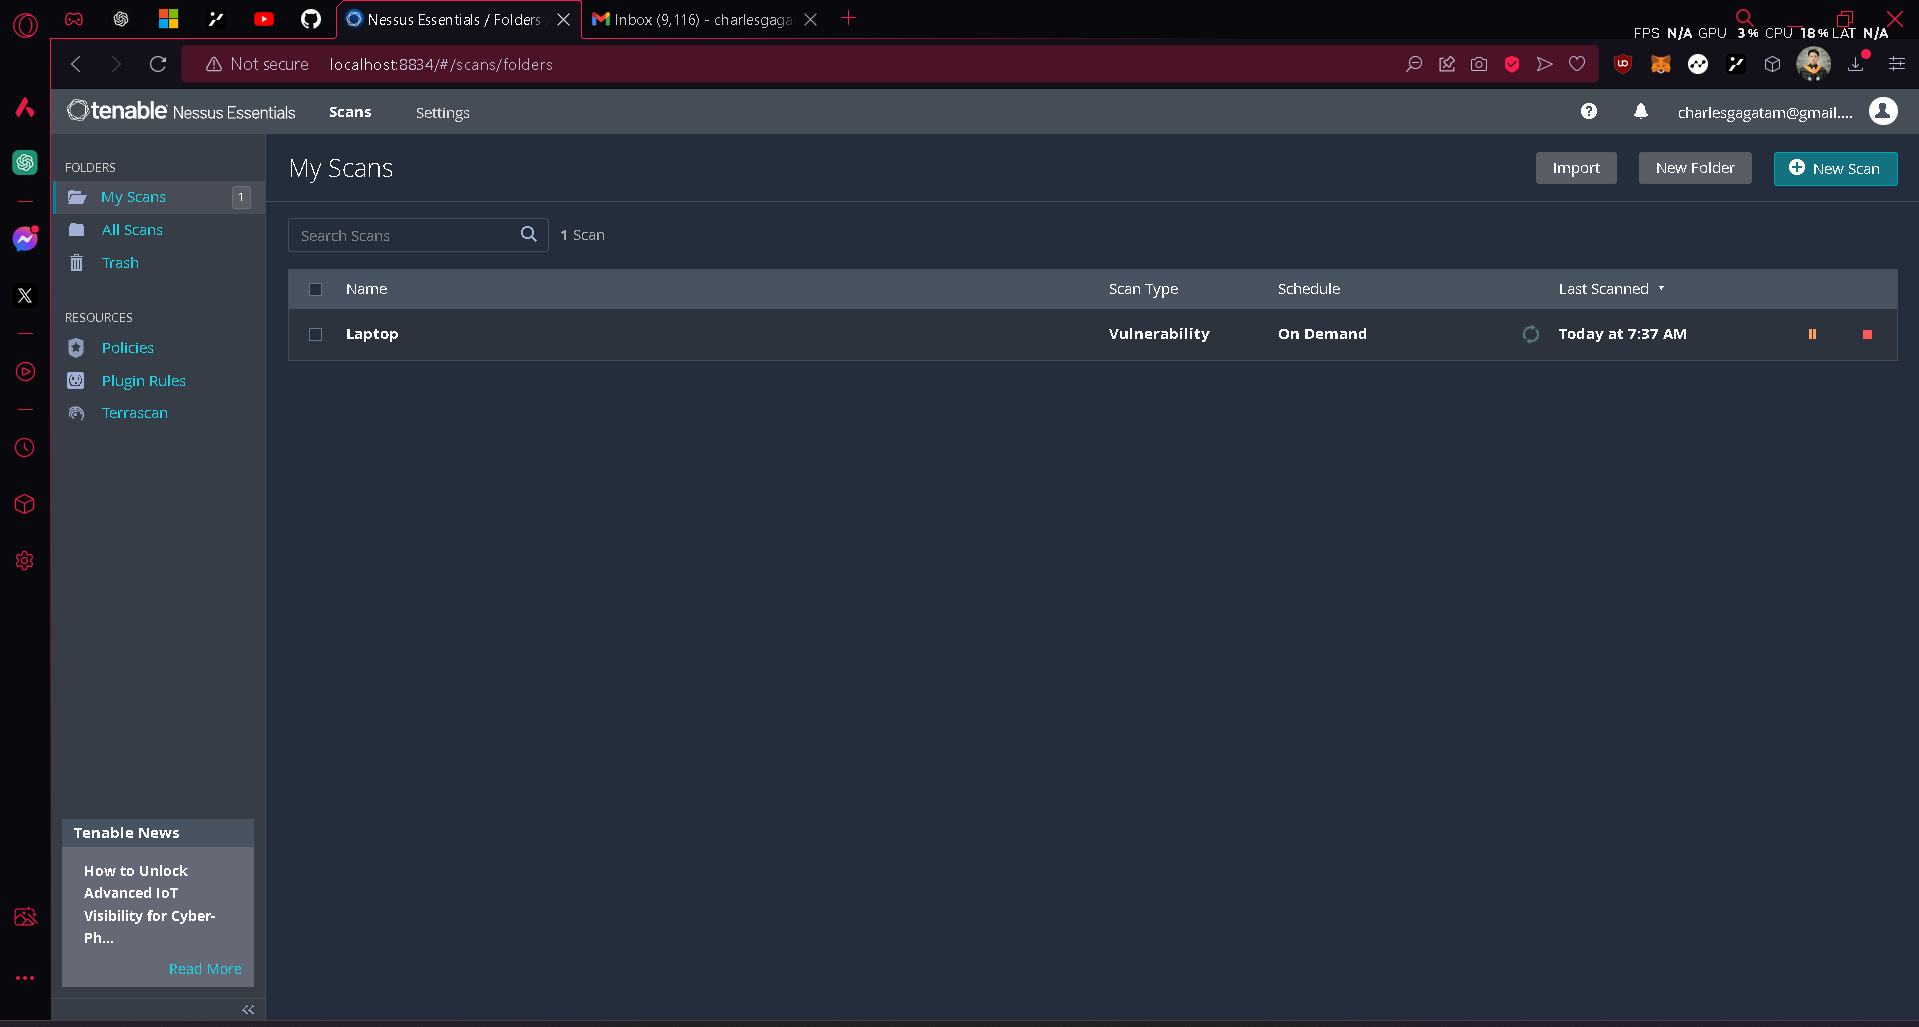 Nessus Essentials / Folders
Inbox (9,116) - charlesgaga
FPS N/A GPU 3% CPU 18% LAT N/A
Not secure localhost:8834/#/scans/folders
tenable Nessus Essentials Scans Settings charlesgagatam@gmail....
FOLDERS
My Scans 1
All Scans
Trash
RESOURCES
Policies
Plugin Rules
Terrascan
Tenable News
How to Unlock
Advanced IoT
Visibility for Cyber-
Ph...
Read More
My Scans
Import New Folder New Scan
Search Scans 1 Scan
Name Scan Type Schedule Last Scanned
Laptop Vulnerability On Demand Today at 7:37 AM